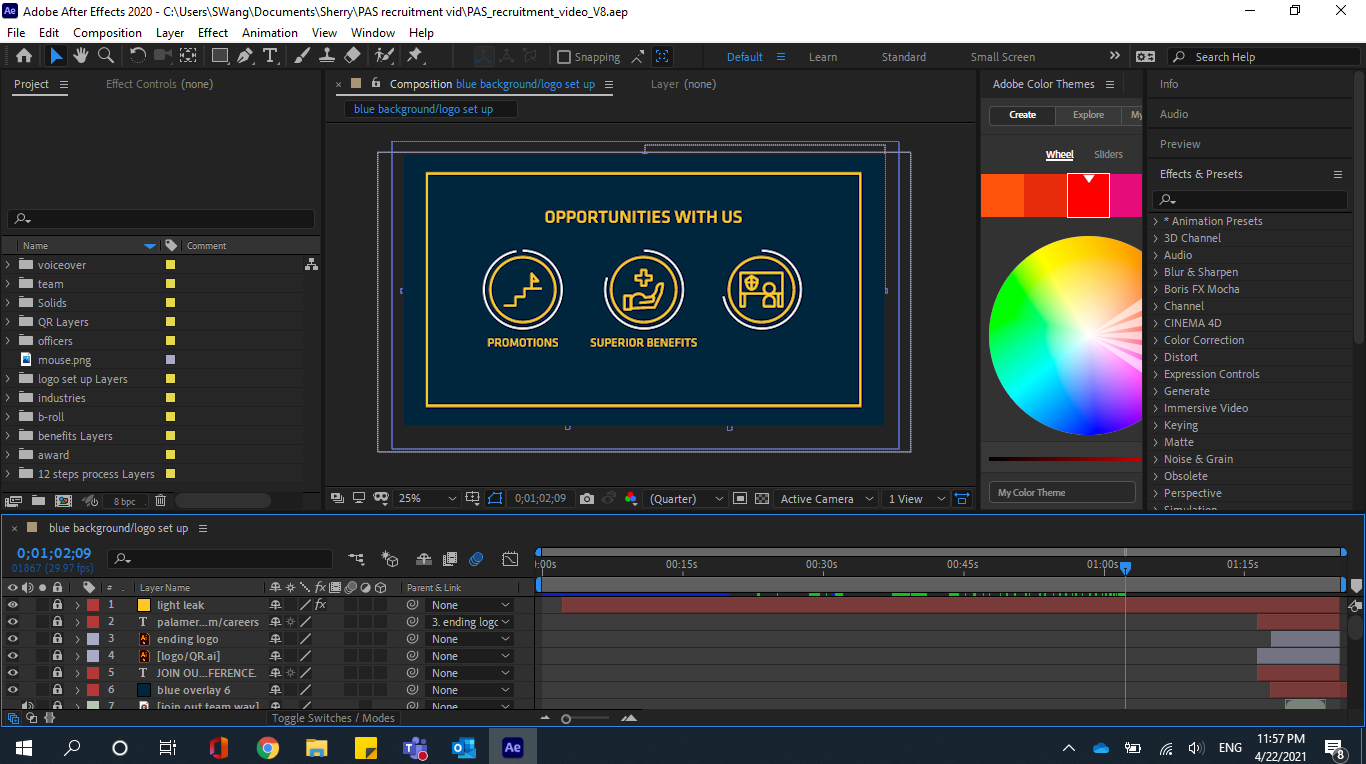 Adobe After Effects 2020 - C:\Users\SWang\Documents\Sherry\PAS recruitment vid\PAS_recruitment_video_V8.aep
File Edit Composition Layer Effect Animation View Window Help
Snapping Default Learn Standard Small Screen Search Help
Project Effect Controls (none)
Name Comment
voiceover
team
Solids
QR Layers
officers
mouse.png
logo set up Layers
industries
b-roll
benefits Layers
award
12 steps process Layers
8 bpc
Composition blue background/logo set up Layer (none)
blue background/logo set up
OPPORTUNITIES WITH US
PROMOTIONS SUPERIOR BENEFITS
25% 0;01;02;09 (Quarter) Active Camera 1 View
Adobe Color Themes
Create Explore My
Wheel Sliders
My Color Theme
Info
Audio
Preview
Effects & Presets
* Animation Presets
3D Channel
Audio
Blur & Sharpen
Boris FX Mocha
Channel
CINEMA 4D
Color Correction
Distort
Expression Controls
Generate
Immersive Video
Keying
Matte
Noise & Grain
Obsolete
Perspective
Simulation
blue background/logo set up
0;01;02;09
01867 (29.97 fps)
:00s 00:15s 00:30s 00:45s 01:00s 01:15s
# Layer Name fx Parent & Link
1 light leak fx None
2 T palamer...m/careers 3. ending logo
3 Ai ending logo None
4 Ai [logo/QR.ai] None
5 T JOIN OU...FERENCE. None
6 blue overlay 6 None
7 [join out team.wav] None
Toggle Switches / Modes
Ae ENG 11:57 PM
4/22/2021 8